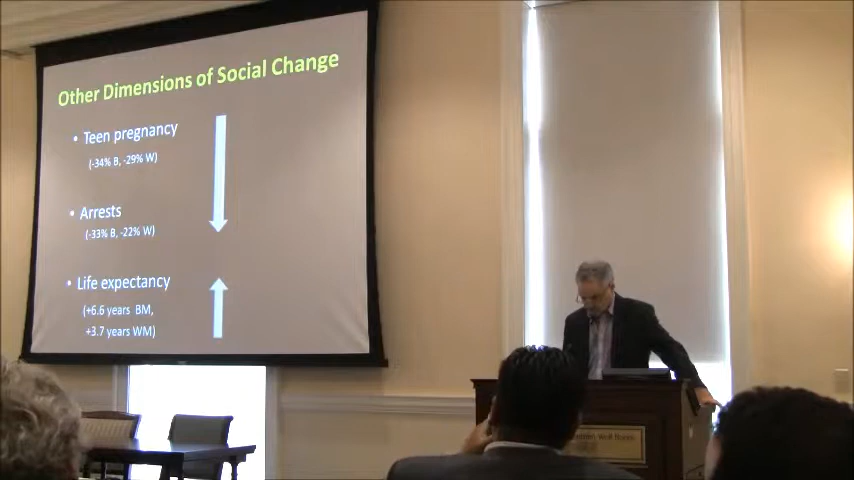 Other Dimensions of Social Change
• Teen pregnancy
(-34% B, -29% W)
• Arrests
(-33% B, -22% W)
• Life expectancy
(+6.6 years BM,
+3.7 years WM)